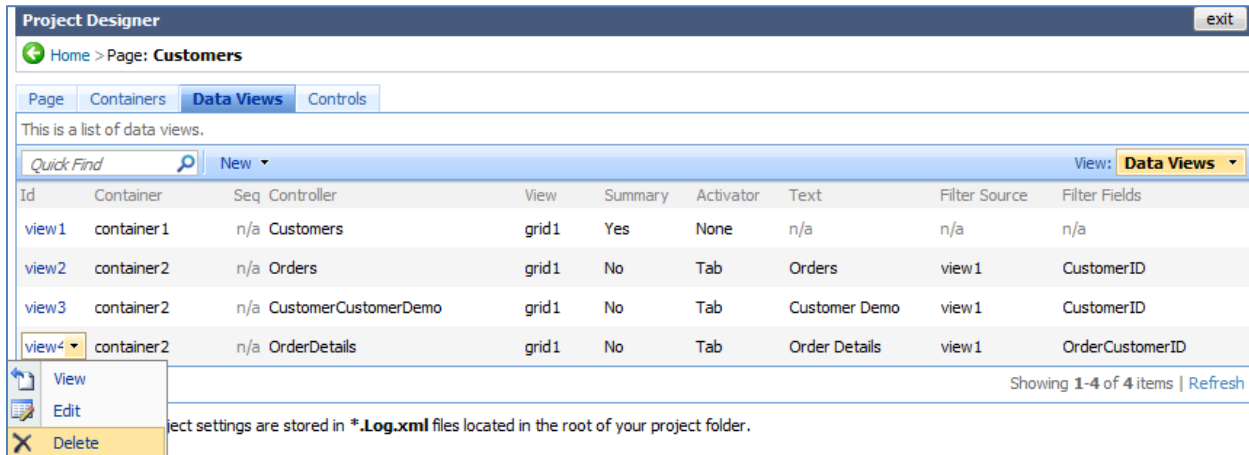 Project Designer exit
Home > Page: Customers
Page Containers Data Views Controls
This is a list of data views.
Quick Find New View: Data Views
Id Container Seq Controller View Summary Activator Text Filter Source Filter Fields
view1 container1 n/a Customers grid1 Yes None n/a n/a n/a
view2 container2 n/a Orders grid1 No Tab Orders view1 CustomerID
view3 container2 n/a CustomerCustomerDemo grid1 No Tab Customer Demo view1 CustomerID
view4 container2 n/a OrderDetails grid1 No Tab Order Details view1 OrderCustomerID
View Showing 1-4 of 4 items | Refresh
Edit
ject settings are stored in *.Log.xml files located in the root of your project folder.
Delete